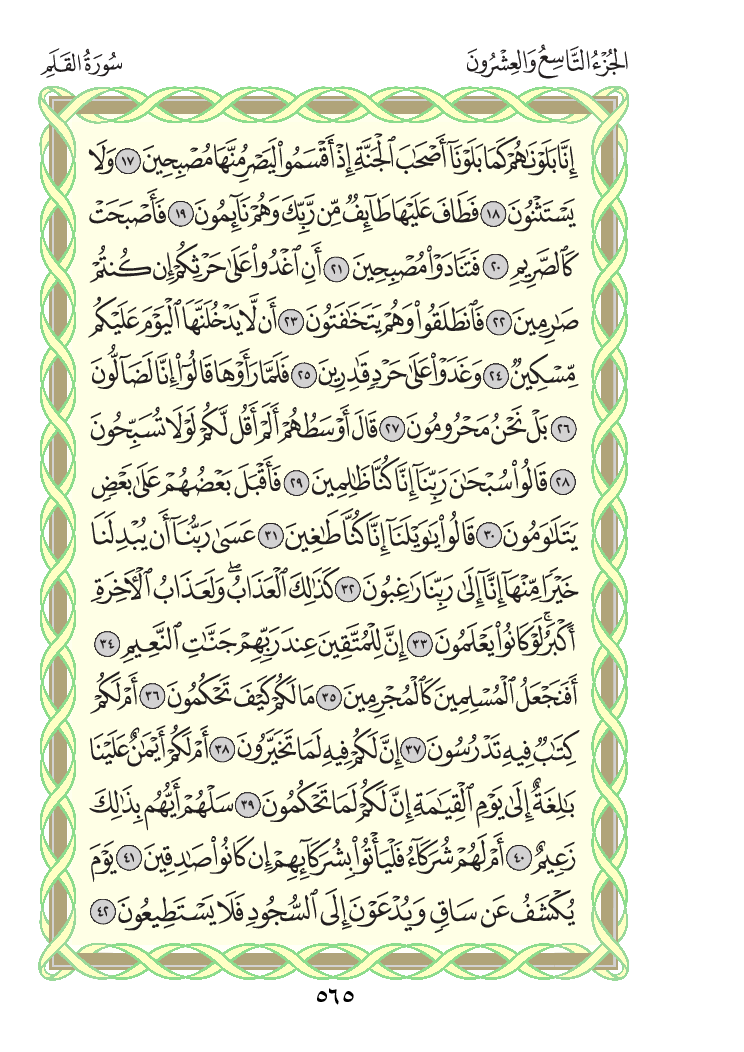 الجُزْءُ التَّاسِعُ وَالعِشْرُونَ سُورَةُ القَلَمِ
إِنَّا بَلَوْنَٰهُمْ كَمَا بَلَوْنَآ أَصْحَٰبَ ٱلْجَنَّةِ إِذْ أَقْسَمُوا۟ لَيَصْرِمُنَّهَا مُصْبِحِينَ ١٧ وَلَا
يَسْتَثْنُونَ ١٨ فَطَافَ عَلَيْهَا طَآئِفٌ مِّن رَّبِّكَ وَهُمْ نَآئِمُونَ ١٩ فَأَصْبَحَتْ
كَٱلصَّرِيمِ ٢٠ فَتَنَادَوْا۟ مُصْبِحِينَ ٢١ أَنِ ٱغْدُوا۟ عَلَىٰ حَرْثِكُمْ إِن كُنتُمْ
صَٰرِمِينَ ٢٢ فَٱنطَلَقُوا۟ وَهُمْ يَتَخَٰفَتُونَ ٢٣ أَن لَّا يَدْخُلَنَّهَا ٱلْيَوْمَ عَلَيْكُم
مِّسْكِينٌ ٢٤ وَغَدَوْا۟ عَلَىٰ حَرْدٍ قَٰدِرِينَ ٢٥ فَلَمَّا رَأَوْهَا قَالُوٓا۟ إِنَّا لَضَآلُّونَ
٢٦ بَلْ نَحْنُ مَحْرُومُونَ ٢٧ قَالَ أَوْسَطُهُمْ أَلَمْ أَقُل لَّكُمْ لَوْلَا تُسَبِّحُونَ
٢٨ قَالُوا۟ سُبْحَٰنَ رَبِّنَآ إِنَّا كُنَّا ظَٰلِمِينَ ٢٩ فَأَقْبَلَ بَعْضُهُمْ عَلَىٰ بَعْضٍ
يَتَلَٰوَمُونَ ٣٠ قَالُوا۟ يَٰوَيْلَنَآ إِنَّا كُنَّا طَٰغِينَ ٣١ عَسَىٰ رَبُّنَآ أَن يُبْدِلَنَا
خَيْرًا مِّنْهَآ إِنَّآ إِلَىٰ رَبِّنَا رَٰغِبُونَ ٣٢ كَذَٰلِكَ ٱلْعَذَابُ ۖ وَلَعَذَابُ ٱلْءَاخِرَةِ
أَكْبَرُ ۚ لَوْ كَانُوا۟ يَعْلَمُونَ ٣٣ إِنَّ لِلْمُتَّقِينَ عِندَ رَبِّهِمْ جَنَّٰتِ ٱلنَّعِيمِ ٣٤
أَفَنَجْعَلُ ٱلْمُسْلِمِينَ كَٱلْمُجْرِمِينَ ٣٥ مَا لَكُمْ كَيْفَ تَحْكُمُونَ ٣٦ أَمْ لَكُمْ
كِتَٰبٌ فِيهِ تَدْرُسُونَ ٣٧ إِنَّ لَكُمْ فِيهِ لَمَا تَخَيَّرُونَ ٣٨ أَمْ لَكُمْ أَيْمَٰنٌ عَلَيْنَا
بَٰلِغَةٌ إِلَىٰ يَوْمِ ٱلْقِيَٰمَةِ إِنَّ لَكُمْ لَمَا تَحْكُمُونَ ٣٩ سَلْهُمْ أَيُّهُم بِذَٰلِكَ
زَعِيمٌ ٤٠ أَمْ لَهُمْ شُرَكَآءُ فَلْيَأْتُوا۟ بِشُرَكَآئِهِمْ إِن كَانُوا۟ صَٰدِقِينَ ٤١ يَوْمَ
يُكْشَفُ عَن سَاقٍ وَيُدْعَوْنَ إِلَى ٱلسُّجُودِ فَلَا يَسْتَطِيعُونَ ٤٢
٥٦٥